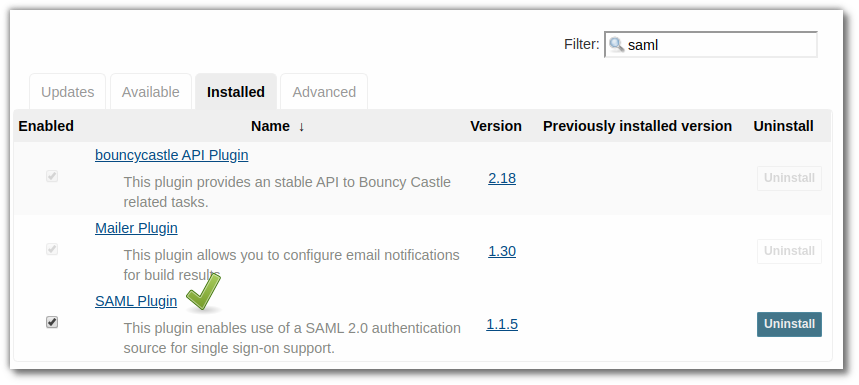 Filter: saml
Updates Available Installed Advanced
Enabled Name ↓ Version Previously installed version Uninstall
bouncycastle API Plugin
This plugin provides an stable API to Bouncy Castle
related tasks.
2.18 Uninstall
Mailer Plugin
This plugin allows you to configure email notifications
for build results.
1.30 Uninstall
SAML Plugin
This plugin enables use of a SAML 2.0 authentication
source for single sign-on support.
1.1.5 Uninstall